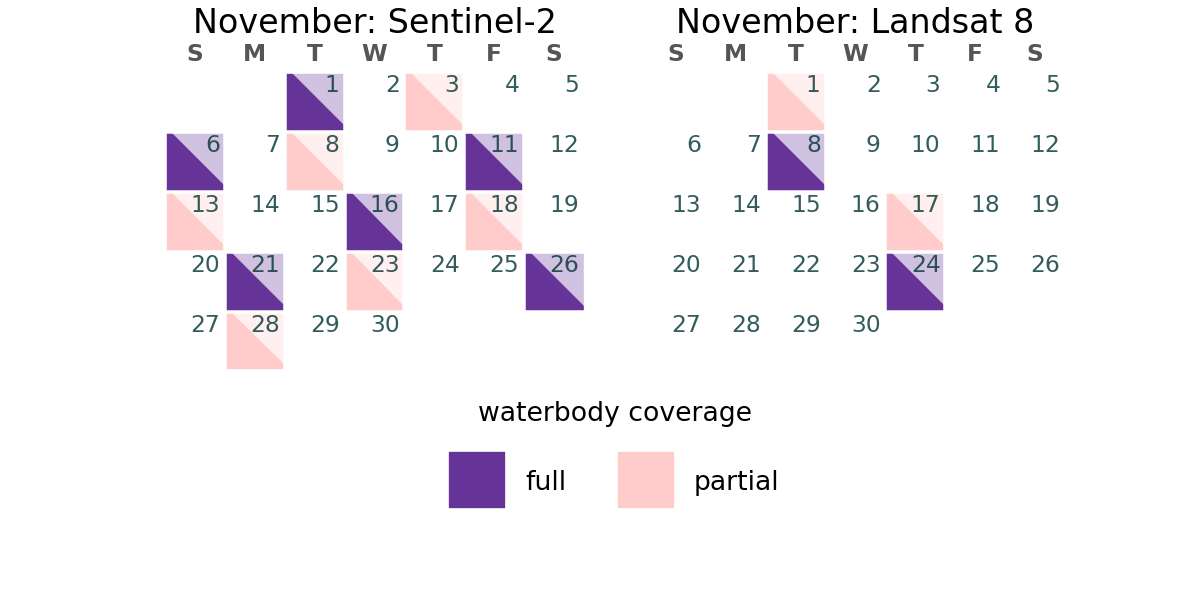 November: Sentinel-2
S M T W T F S
1 2 3 4 5
6 7 8 9 10 11 12
13 14 15 16 17 18 19
20 21 22 23 24 25 26
27 28 29 30
November: Landsat 8
S M T W T F S
1 2 3 4 5
6 7 8 9 10 11 12
13 14 15 16 17 18 19
20 21 22 23 24 25 26
27 28 29 30
waterbody coverage
full
partial